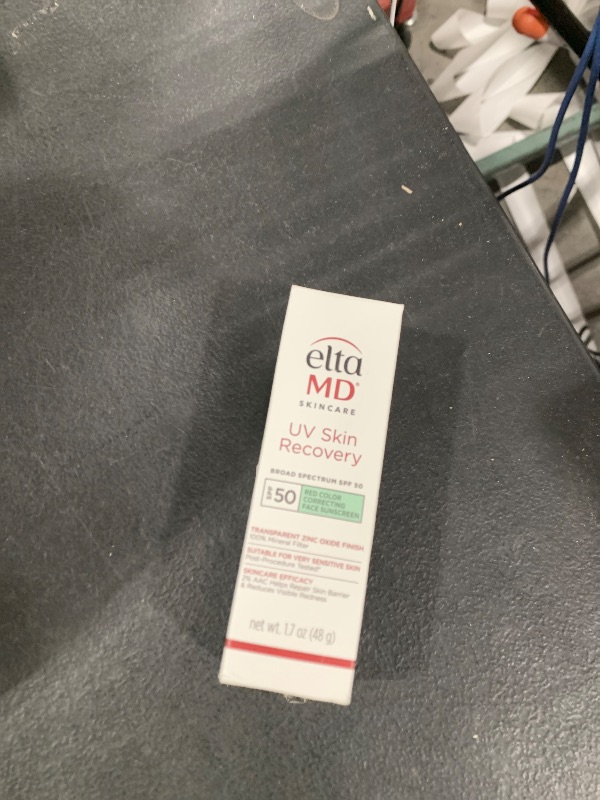 elta
MD®
SKINCARE
UV Skin
Recovery
BROAD SPECTRUM SPF 50
SPF 50
RED COLOR
CORRECTING
FACE SUNSCREEN
TRANSPARENT ZINC OXIDE FINISH
100% Mineral Filter
SUITABLE FOR VERY SENSITIVE SKIN
Post-Procedure Tested*
SKINCARE EFFICACY
2% AAC Helps Repair Skin Barrier
& Reduces Visible Redness
net wt. 1.7 oz (48 g)